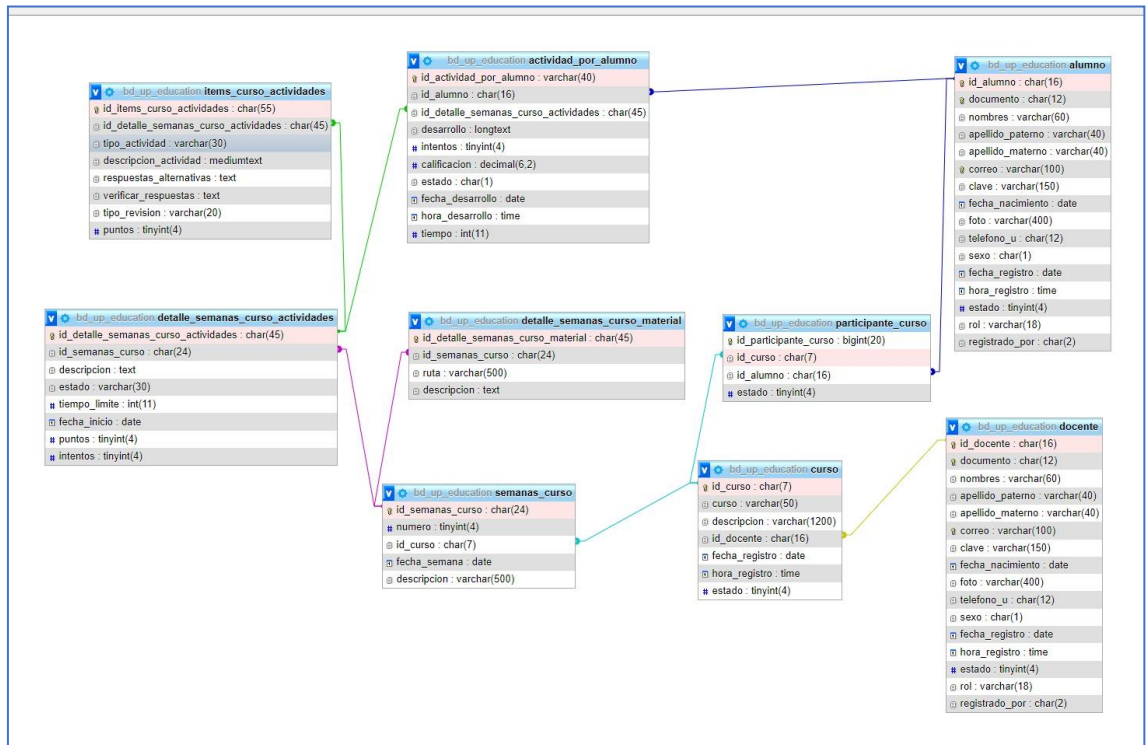 bd_up_education items_curso_actividades
id_items_curso_actividades : char(55)
id_detalle_semanas_curso_actividades : char(45)
tipo_actividad : varchar(30)
descripcion_actividad : mediumtext
respuestas_alternativas : text
verificar_respuestas : text
tipo_revision : varchar(20)
# puntos : tinyint(4)
bd_up_education actividad_por_alumno
id_actividad_por_alumno : varchar(40)
id_alumno : char(16)
id_detalle_semanas_curso_actividades : char(45)
desarrollo : longtext
# intentos : tinyint(4)
# calificacion : decimal(6,2)
estado : char(1)
fecha_desarrollo : date
hora_desarrollo : time
# tiempo : int(11)
bd_up_education alumno
id_alumno : char(16)
documento : char(12)
nombres : varchar(60)
apellido_paterno : varchar(40)
apellido_materno : varchar(40)
correo : varchar(100)
clave : varchar(150)
fecha_nacimiento : date
foto : varchar(400)
telefono_u : char(12)
sexo : char(1)
fecha_registro : date
hora_registro : time
# estado : tinyint(4)
rol : varchar(18)
registrado_por : char(2)
bd_up_education detalle_semanas_curso_actividades
id_detalle_semanas_curso_actividades : char(45)
id_semanas_curso : char(24)
descripcion : text
estado : varchar(30)
# tiempo_limite : int(11)
fecha_inicio : date
# puntos : tinyint(4)
# intentos : tinyint(4)
bd_up_education detalle_semanas_curso_material
id_detalle_semanas_curso_material : char(45)
id_semanas_curso : char(24)
ruta : varchar(500)
descripcion : text
bd_up_education participante_curso
id_participante_curso : bigint(20)
id_curso : char(7)
id_alumno : char(16)
# estado : tinyint(4)
bd_up_education semanas_curso
id_semanas_curso : char(24)
# numero : tinyint(4)
id_curso : char(7)
fecha_semana : date
descripcion : varchar(500)
bd_up_education curso
id_curso : char(7)
curso : varchar(50)
descripcion : varchar(1200)
id_docente : char(16)
fecha_registro : date
hora_registro : time
# estado : tinyint(4)
bd_up_education docente
id_docente : char(16)
documento : char(12)
nombres : varchar(60)
apellido_paterno : varchar(40)
apellido_materno : varchar(40)
correo : varchar(100)
clave : varchar(150)
fecha_nacimiento : date
foto : varchar(400)
telefono_u : char(12)
sexo : char(1)
fecha_registro : date
hora_registro : time
# estado : tinyint(4)
rol : varchar(18)
registrado_por : char(2)